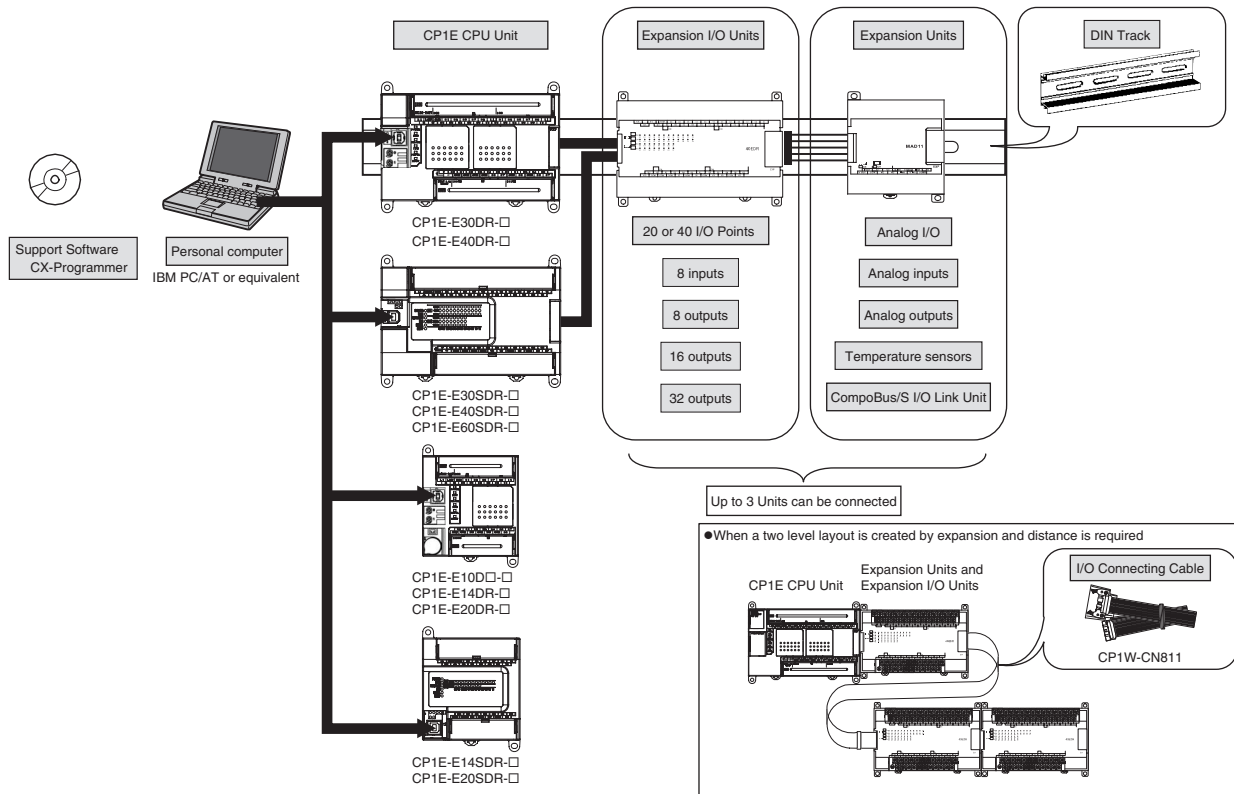 CP1E CPU Unit
Expansion I/O Units
Expansion Units
DIN Track
Support Software
CX-Programmer
Personal computer
IBM PC/AT or equivalent
CP1E-E30DR-□
CP1E-E40DR-□
CP1E-E30SDR-□
CP1E-E40SDR-□
CP1E-E60SDR-□
CP1E-E10D□-□
CP1E-E14DR-□
CP1E-E20DR-□
CP1E-E14SDR-□
CP1E-E20SDR-□
40EDR
20 or 40 I/O Points
8 inputs
8 outputs
16 outputs
32 outputs
MAD11
Analog I/O
Analog inputs
Analog outputs
Temperature sensors
CompoBus/S I/O Link Unit
Up to 3 Units can be connected
●When a two level layout is created by expansion and distance is required
CP1E CPU Unit
Expansion Units and
Expansion I/O Units
I/O Connecting Cable
CP1W-CN811